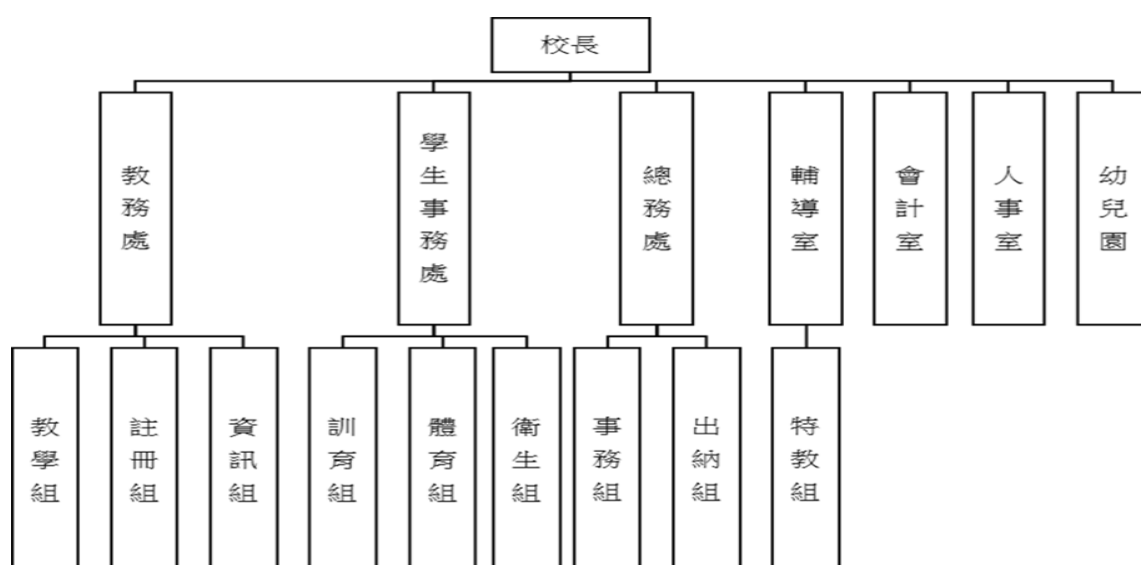 校長
教務處
學生事務處
總務處
輔導室
會計室
人事室
幼兒園
教學組
註冊組
資訊組
訓育組
體育組
衛生組
事務組
出納組
特教組